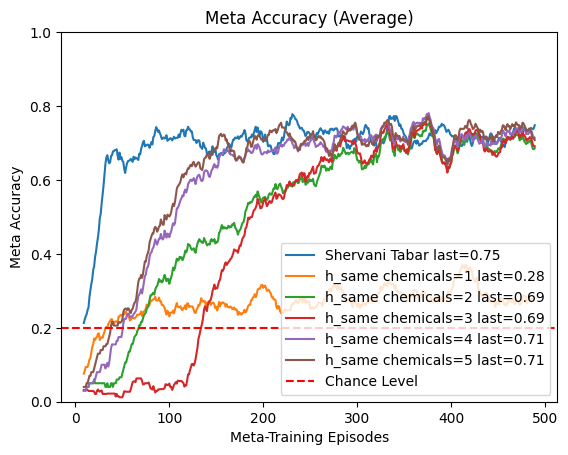 Meta Accuracy (Average)
1.0
0.8
0.6
0.4
0.2
0.0
Meta Accuracy
0
100
200
300
400
500
Meta-Training Episodes
Shervani Tabar last=0.75
h_same chemicals=1 last=0.28
h_same chemicals=2 last=0.69
h_same chemicals=3 last=0.69
h_same chemicals=4 last=0.71
h_same chemicals=5 last=0.71
Chance Level